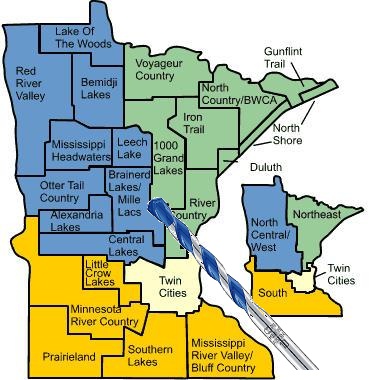 Lake Of
The Woods
Voyageur
Country
Gunflint
Trail
Red
River
Valley
Bemidji
Lakes
North
Country/BWCA
Iron
Trail
North
Shore
Mississippi
Headwaters
Leech
Lake
1000
Grand
Lakes
Duluth
Otter Tail
Country
Brainerd
Lakes/
Mille
Lacs
River
Country
Alexandria
Lakes
Central
Lakes
Northeast
North
Central/
West
Little
Crow
Lakes
Twin
Cities
Twin
Cities
South
Minnesota
River Country
Prairieland
Southern
Lakes
Mississippi
River Valley/
Bluff Country